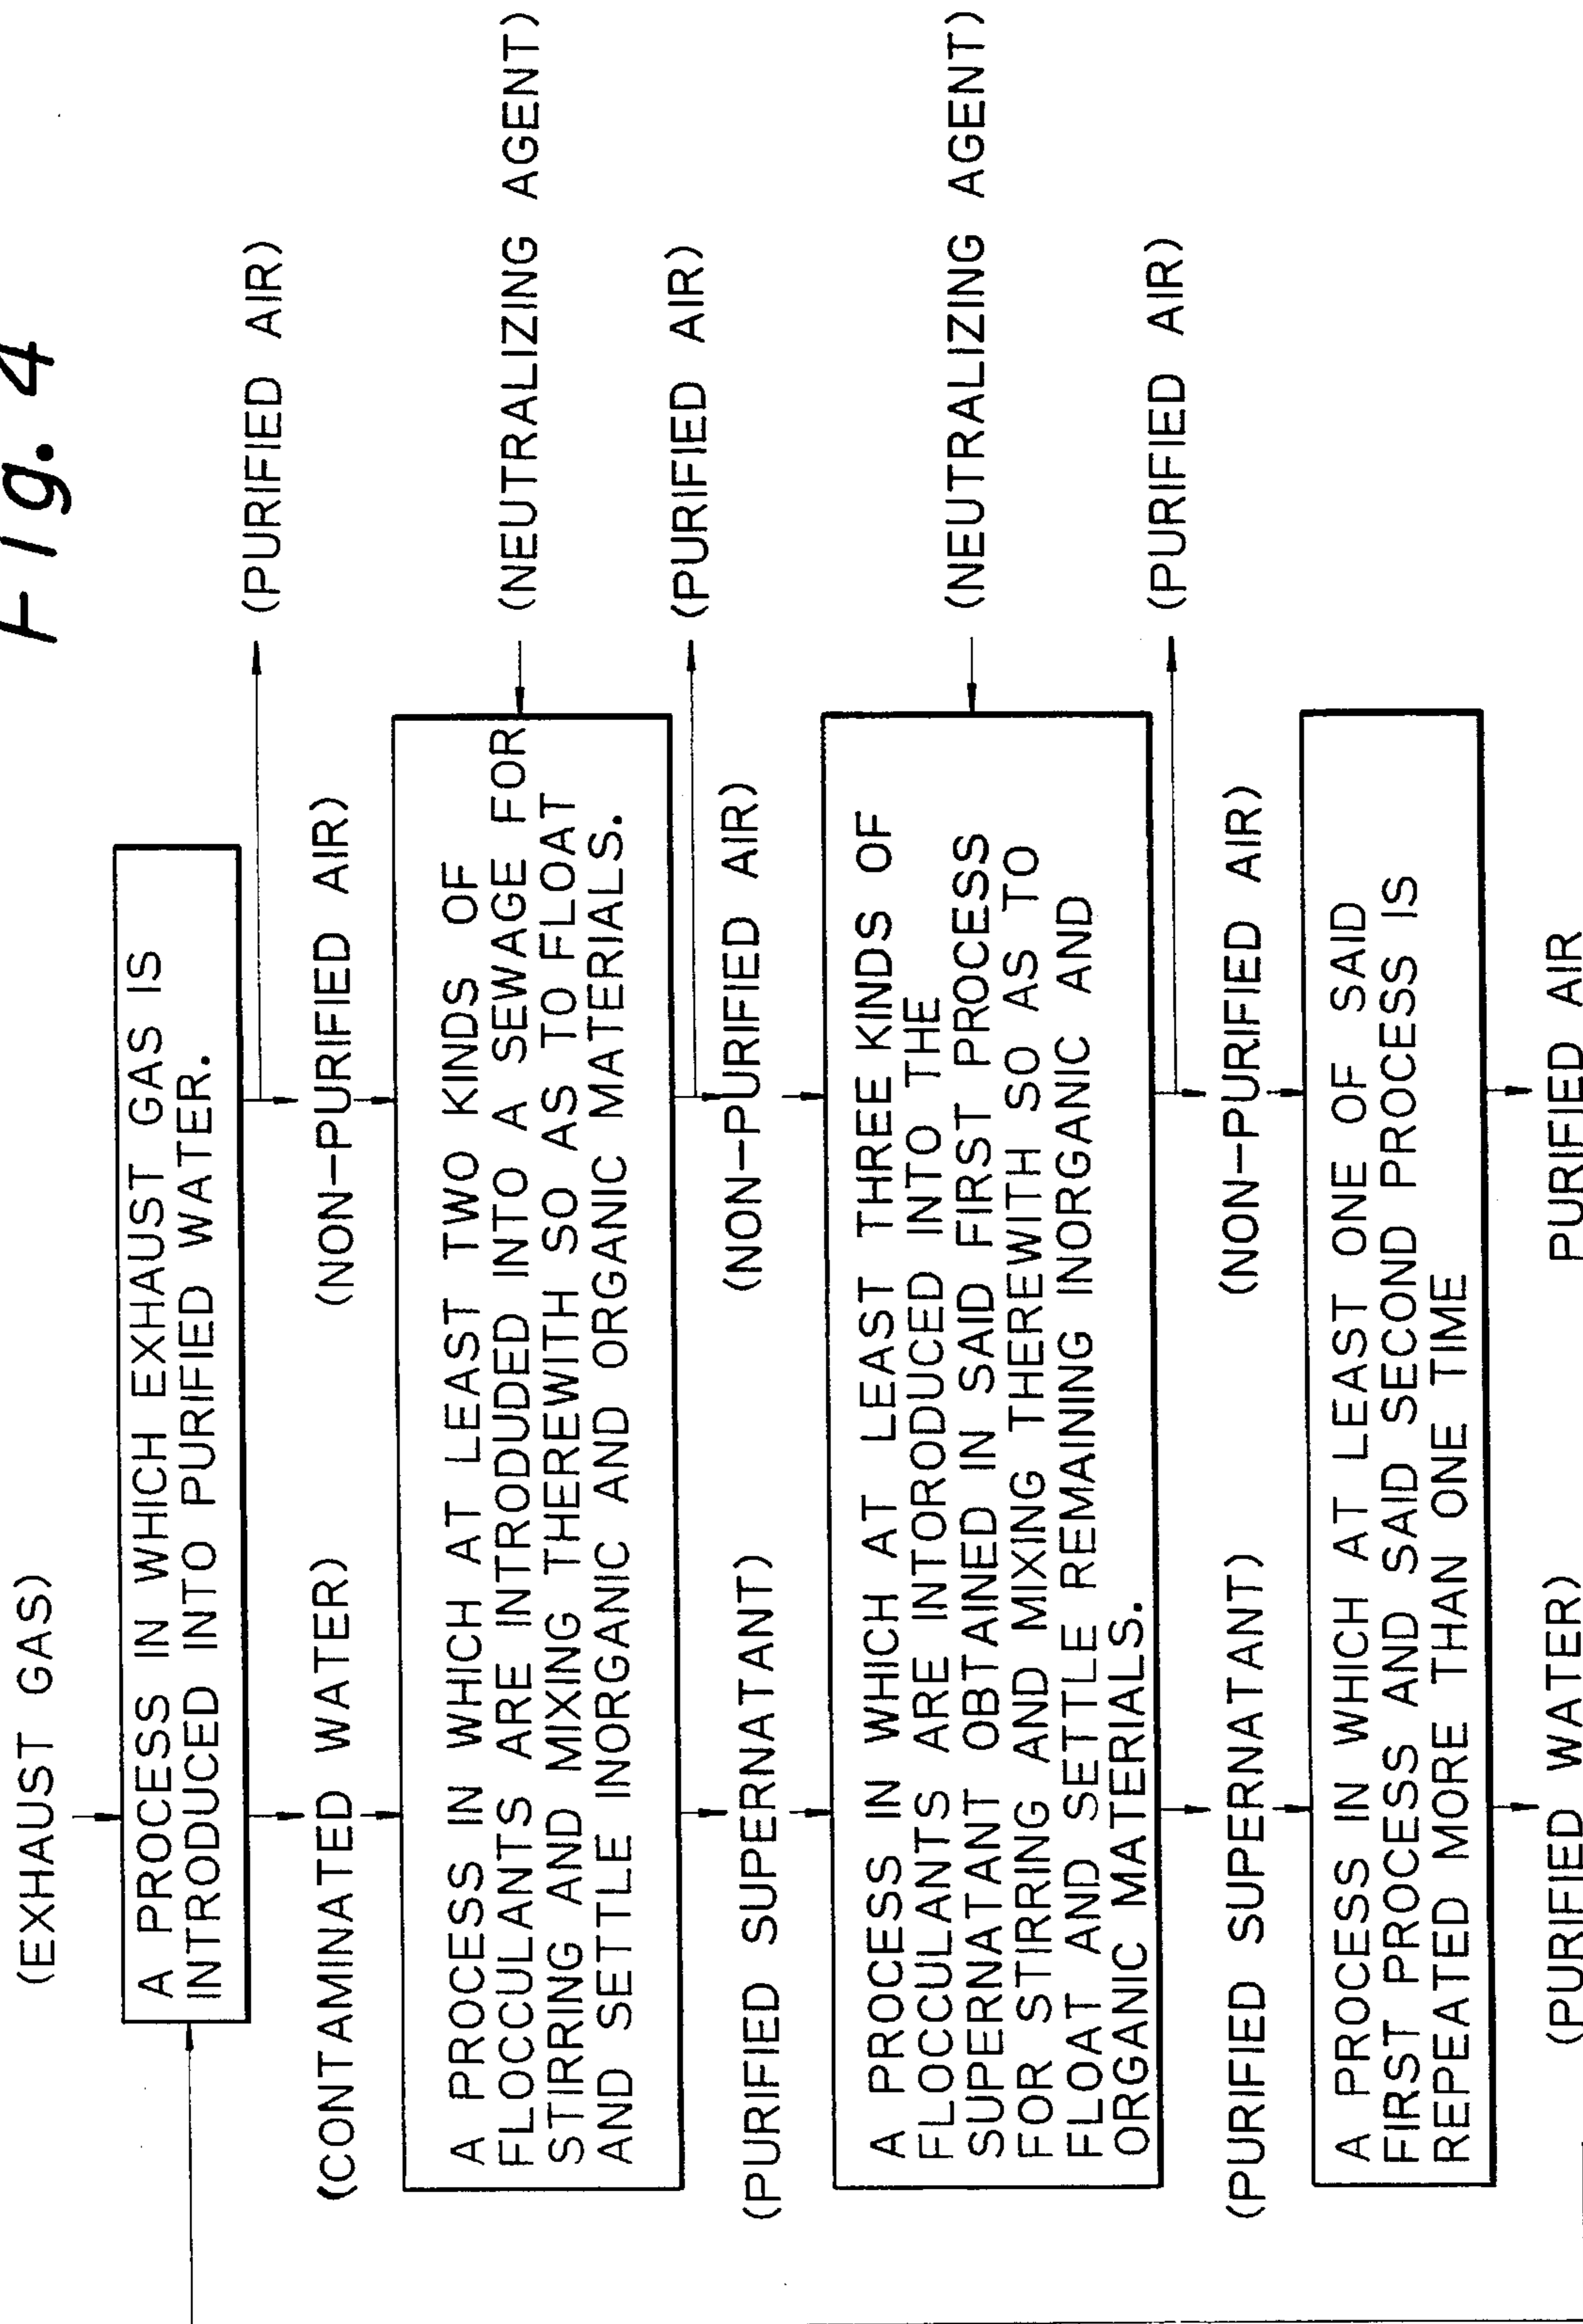 Fig. 4
(EXHAUST GAS)
A PROCESS IN WHICH EXHAUST GAS IS
INTRODUCED INTO PURIFIED WATER.
(PURIFIED AIR)
(CONTAMINATED WATER)
(NON-PURIFIED AIR)
A PROCESS IN WHICH AT LEAST TWO KINDS OF
FLOCCULANTS ARE INTRODUDED INTO A SEWAGE FOR
STIRRING AND MIXING THEREWITH SO AS TO FLOAT
AND SETTLE INORGANIC AND ORGANIC MATERIALS.
(NEUTRALIZING AGENT)
(PURIFIED AIR)
(PURIFIED SUPERNATANT)
(NON-PURIFIED AIR)
A PROCESS IN WHICH AT LEAST THREE KINDS OF
FLOCCULANTS ARE INTORODUCED INTO THE
SUPERNATANT OBTAINED IN SAID FIRST PROCESS
FOR STIRRING AND MIXING THEREWITH SO AS TO
FLOAT AND SETTLE REMAINING INORGANIC AND
ORGANIC MATERIALS.
(NEUTRALIZING AGENT)
(PURIFIED AIR)
(PURIFIED SUPERNATANT)
(NON-PURIFIED AIR)
A PROCESS IN WHICH AT LEAST ONE OF SAID
FIRST PROCESS AND SAID SECOND PROCESS IS
REPEATED MORE THAN ONE TIME
(PURIFIED WATER)
PURIFIED AIR